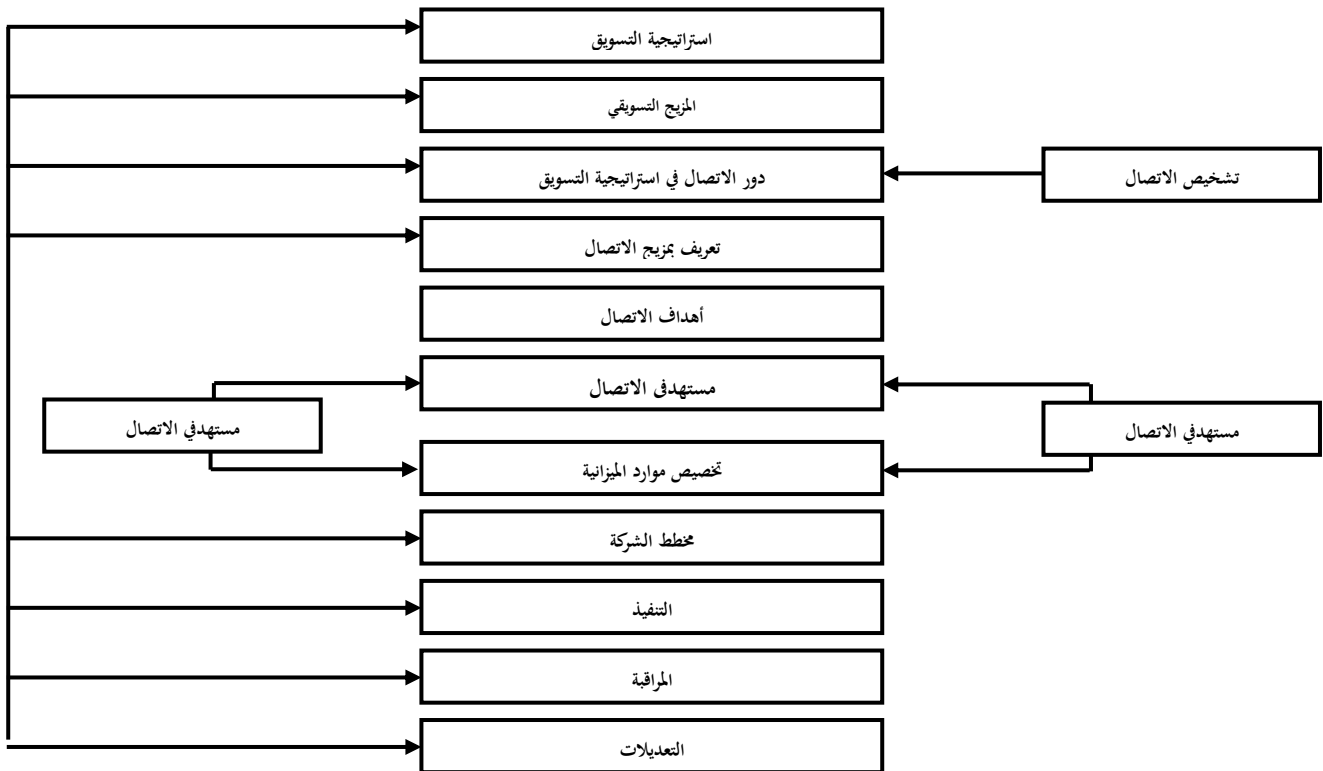 استراتيجية التسويق
المزيج التسويقي
دور الاتصال في استراتيجية التسويق
تشخيص الاتصال
تعريف بمزيج الاتصال
أهداف الاتصال
مستهدفى الاتصال
مستهدفي الاتصال
مستهدفي الاتصال
تخصيص موارد الميزانية
مخطط الشركة
التنفيذ
المراقبة
التعديلات